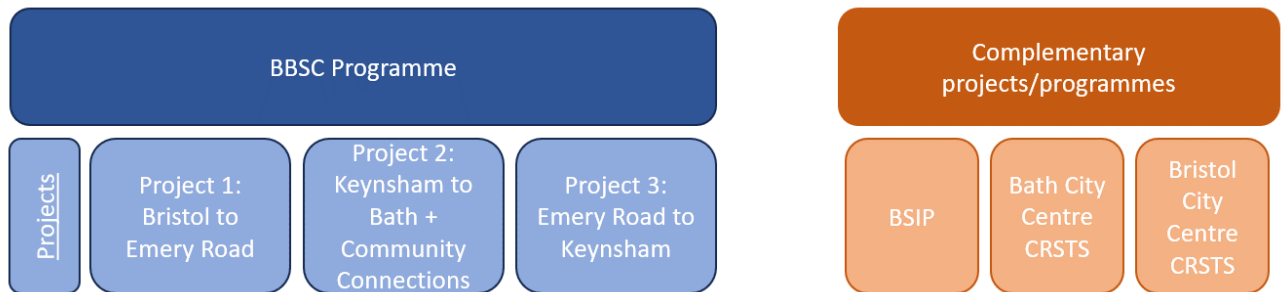 BBSC Programme
Complementary
projects/programmes
Projects
Project 1:
Bristol to
Emery Road
Project 2:
Keynsham to
Bath +
Community
Connections
Project 3:
Emery Road to
Keynsham
BSIP
Bath City
Centre
CRSTS
Bristol
City
Centre
CRSTS